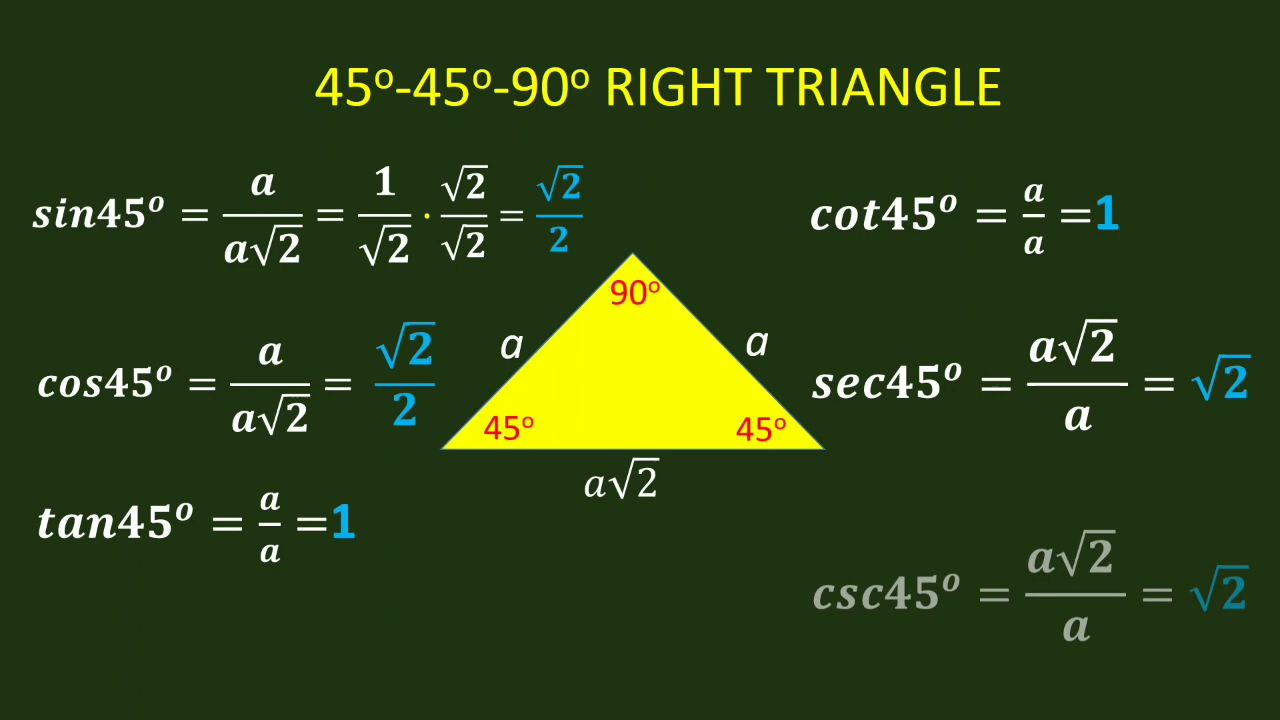 45º-45º-90º RIGHT TRIANGLE
sin45º = a/a√2 = 1/√2 · √2/√2 = √2/2
cos45º = a/a√2 = √2/2
tan45º = a/a =1
90º
a
a
45º
45º
a√2
cot45º = a/a =1
sec45º = a√2/a = √2
csc45º = a√2/a = √2